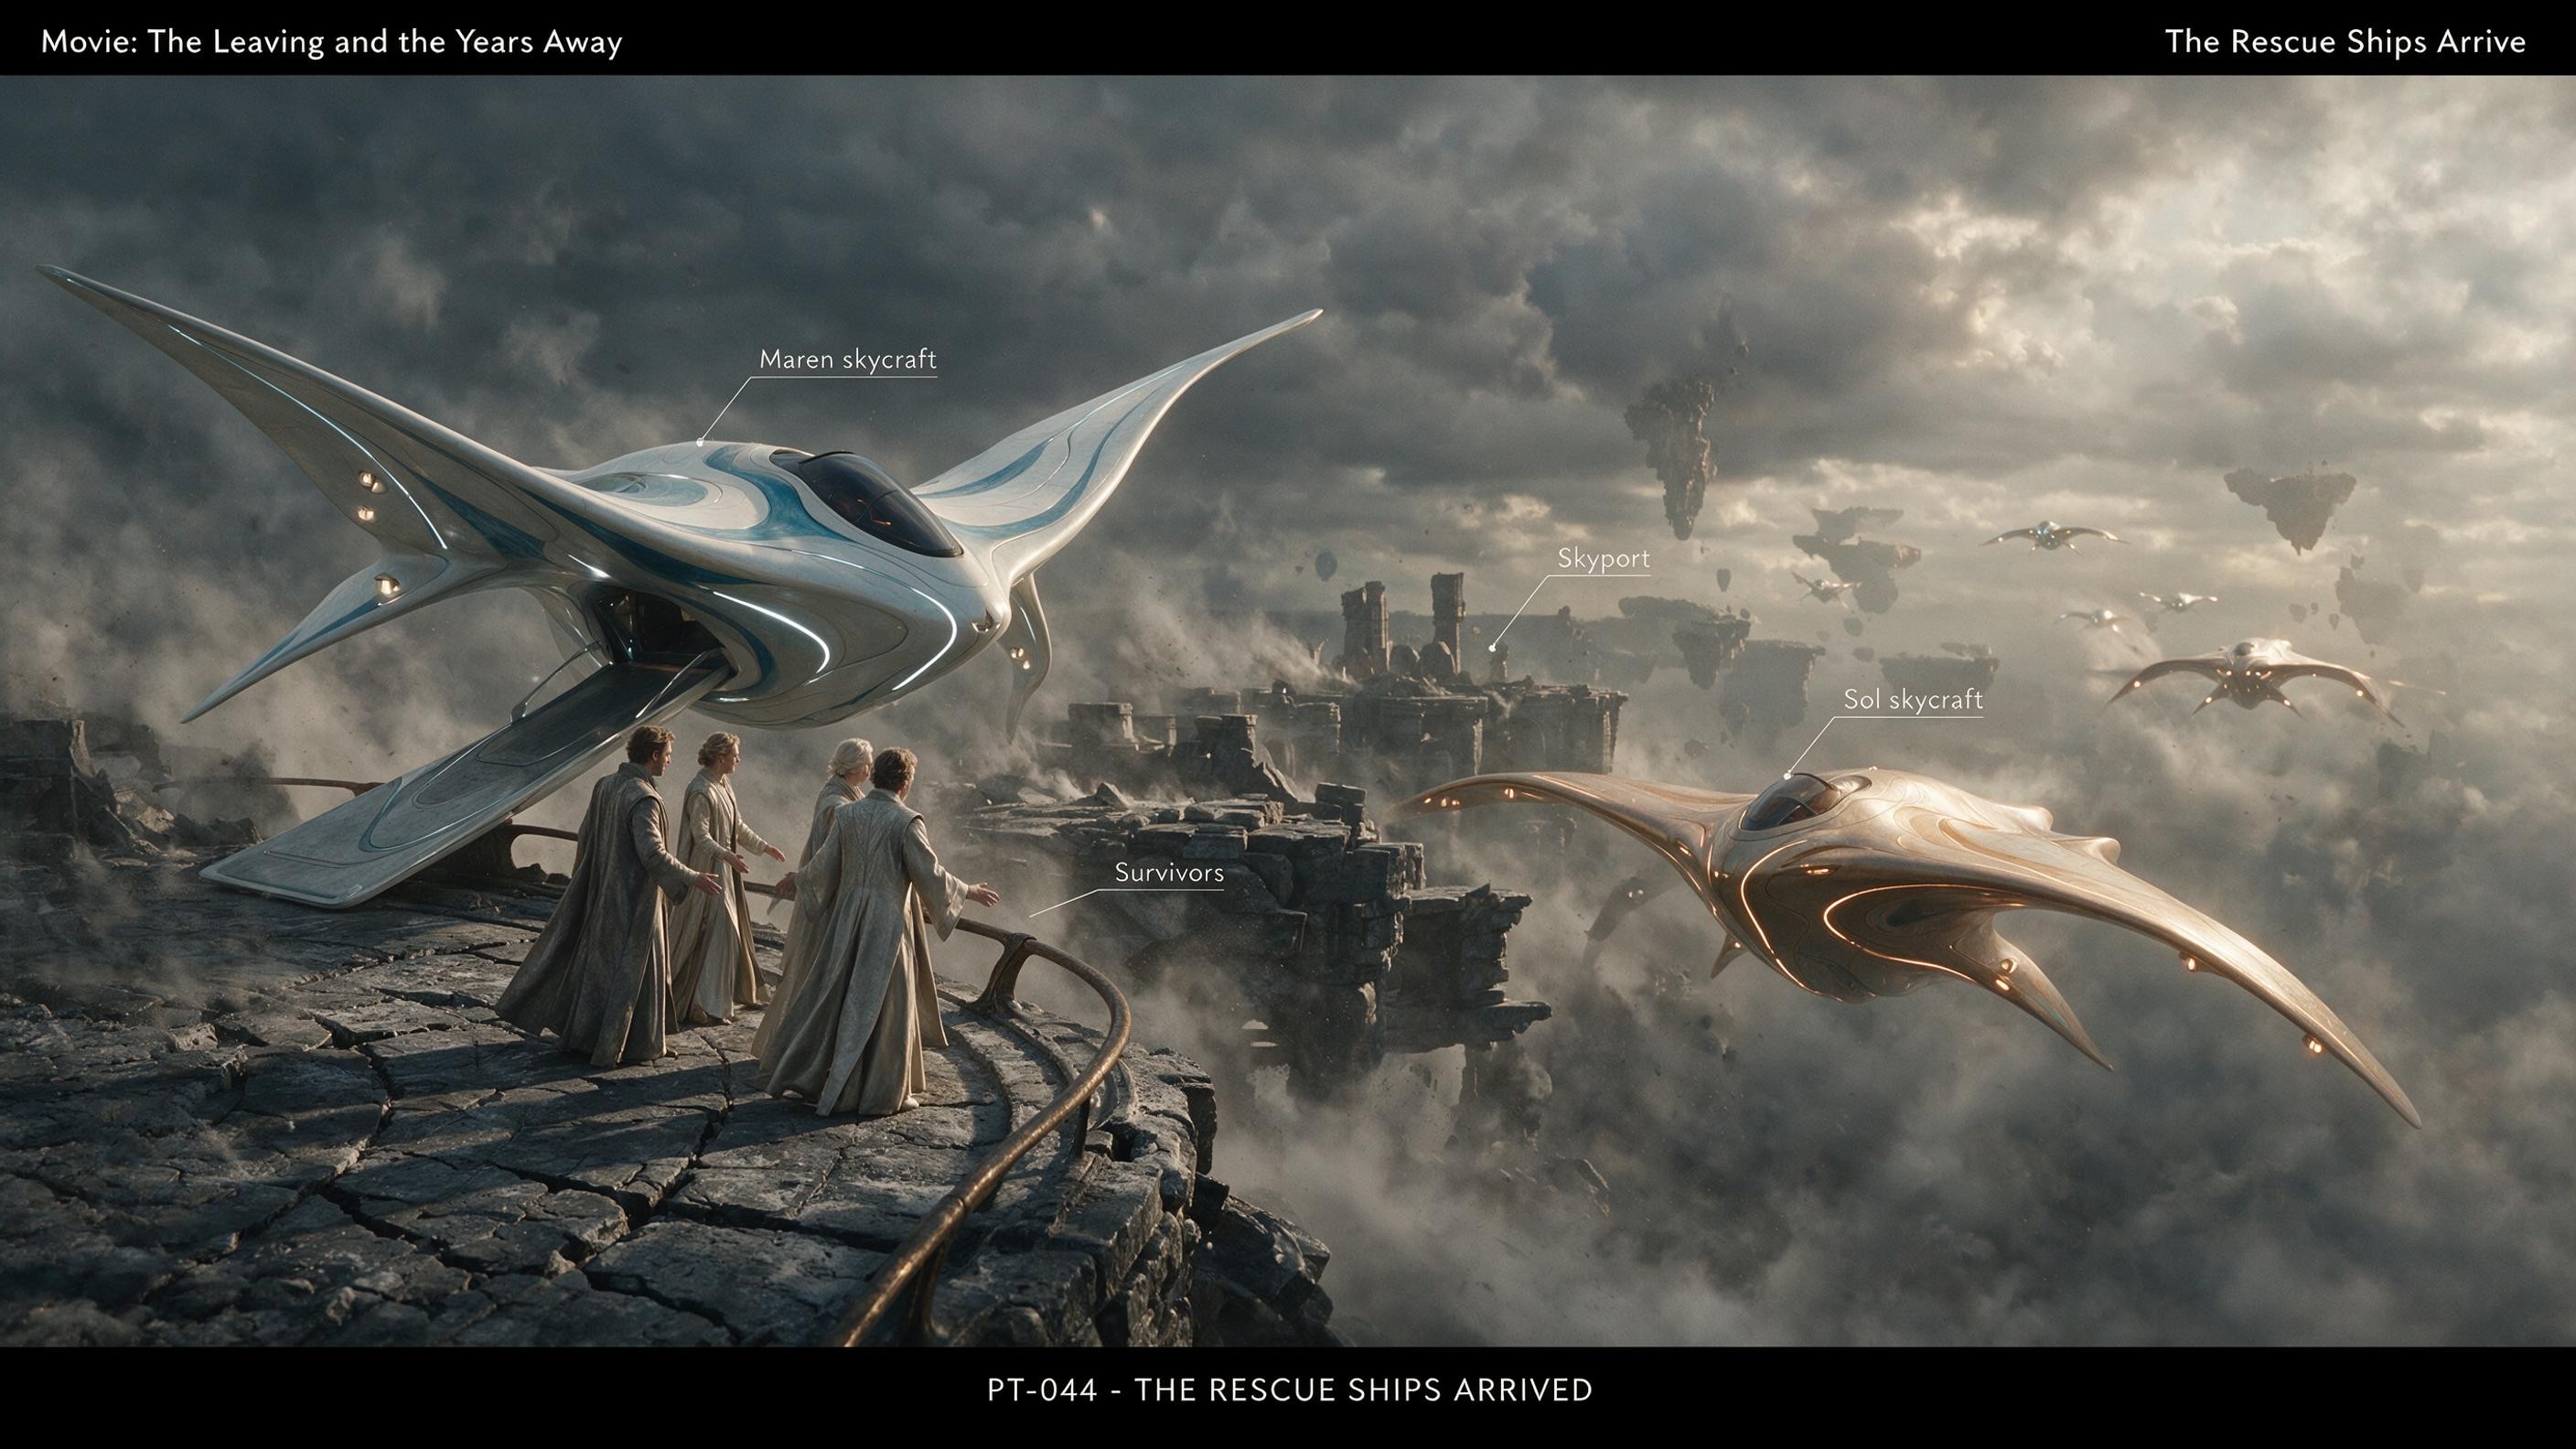 Movie: The Leaving and the Years Away
The Rescue Ships Arrive
Maren skycraft
Skyport
Sol skycraft
Survivors
PT-044 - THE RESCUE SHIPS ARRIVED